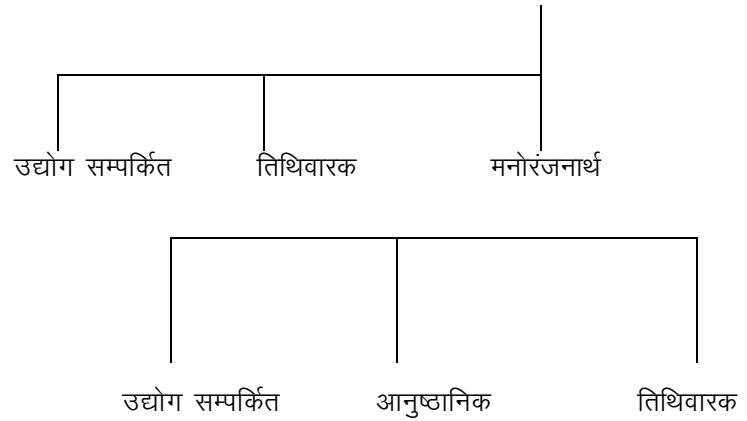 उद्योग सम्पर्कित तिथिवारक मनोरंजनार्थ
उद्योग सम्पर्कित आनुष्ठानिक तिथिवारक